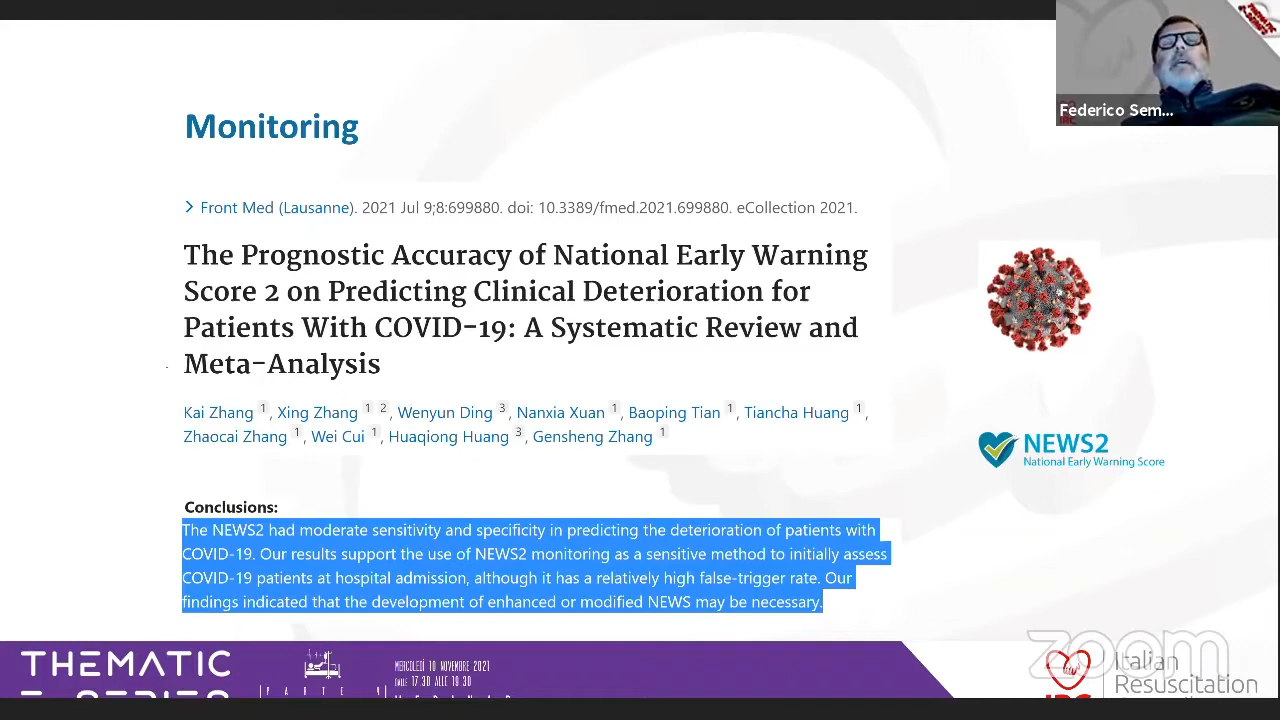 Federico Sem...
Monitoring
Front Med (Lausanne). 2021 Jul 9;8:699880. doi: 10.3389/fmed.2021.699880. eCollection 2021.
The Prognostic Accuracy of National Early Warning
Score 2 on Predicting Clinical Deterioration for
Patients With COVID-19: A Systematic Review and
Meta-Analysis
Kai Zhang 1, Xing Zhang 1 2, Wenyun Ding 3, Nanxia Xuan 1, Baoping Tian 1, Tiancha Huang 1,
Zhaocai Zhang 1, Wei Cui 1, Huaqiong Huang 3, Gensheng Zhang 1
NEWS2
National Early Warning Score
Conclusions:
The NEWS2 had moderate sensitivity and specificity in predicting the deterioration of patients with
COVID-19. Our results support the use of NEWS2 monitoring as a sensitive method to initially assess
COVID-19 patients at hospital admission, although it has a relatively high false-trigger rate. Our
findings indicated that the development of enhanced or modified NEWS may be necessary.
zoom
THEMATIC
MERCOLEDÌ 10 NOVEMBRE 2021
DALLE 17.30 ALLE 19.30
Italian
Resuscitation
IRC